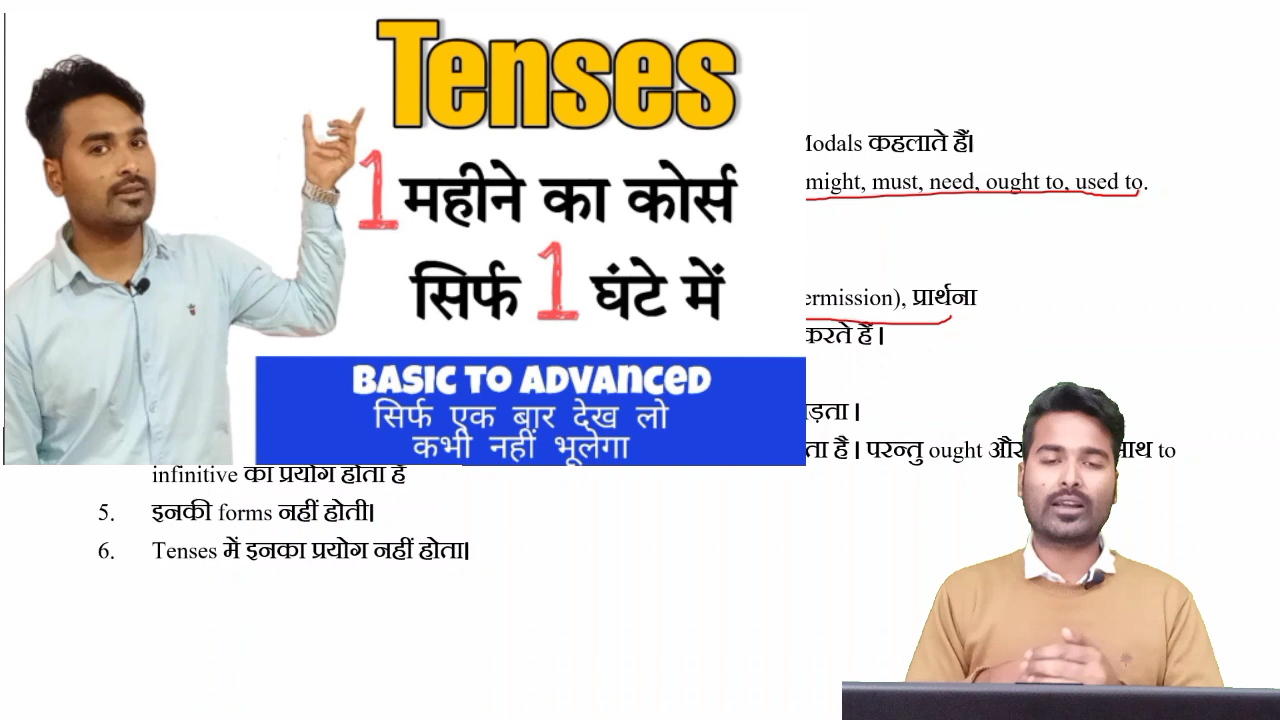 Tenses
1 महीने का कोर्स
सिर्फ 1 घंटे में
BASIC TO ADVANCED
सिर्फ एक बार देख लो
कभी नहीं भूलेगा
Modals कहलाते हैं।
might, must, need, ought to, used to.
प्रार्थना
करते हैं।
है। परन्तु ought और to
infinitive का प्रयोग होता है
5. इनकी forms नहीं होती।
6. Tenses में इनका प्रयोग नहीं होता।